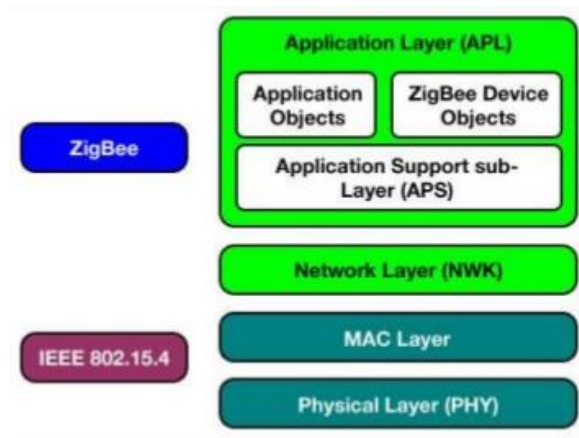 Application Layer (APL)
Application
Objects
ZigBee Device
Objects
ZigBee
Application Support sub-
Layer (APS)
Network Layer (NWK)
MAC Layer
IEEE 802.15.4
Physical Layer (PHY)